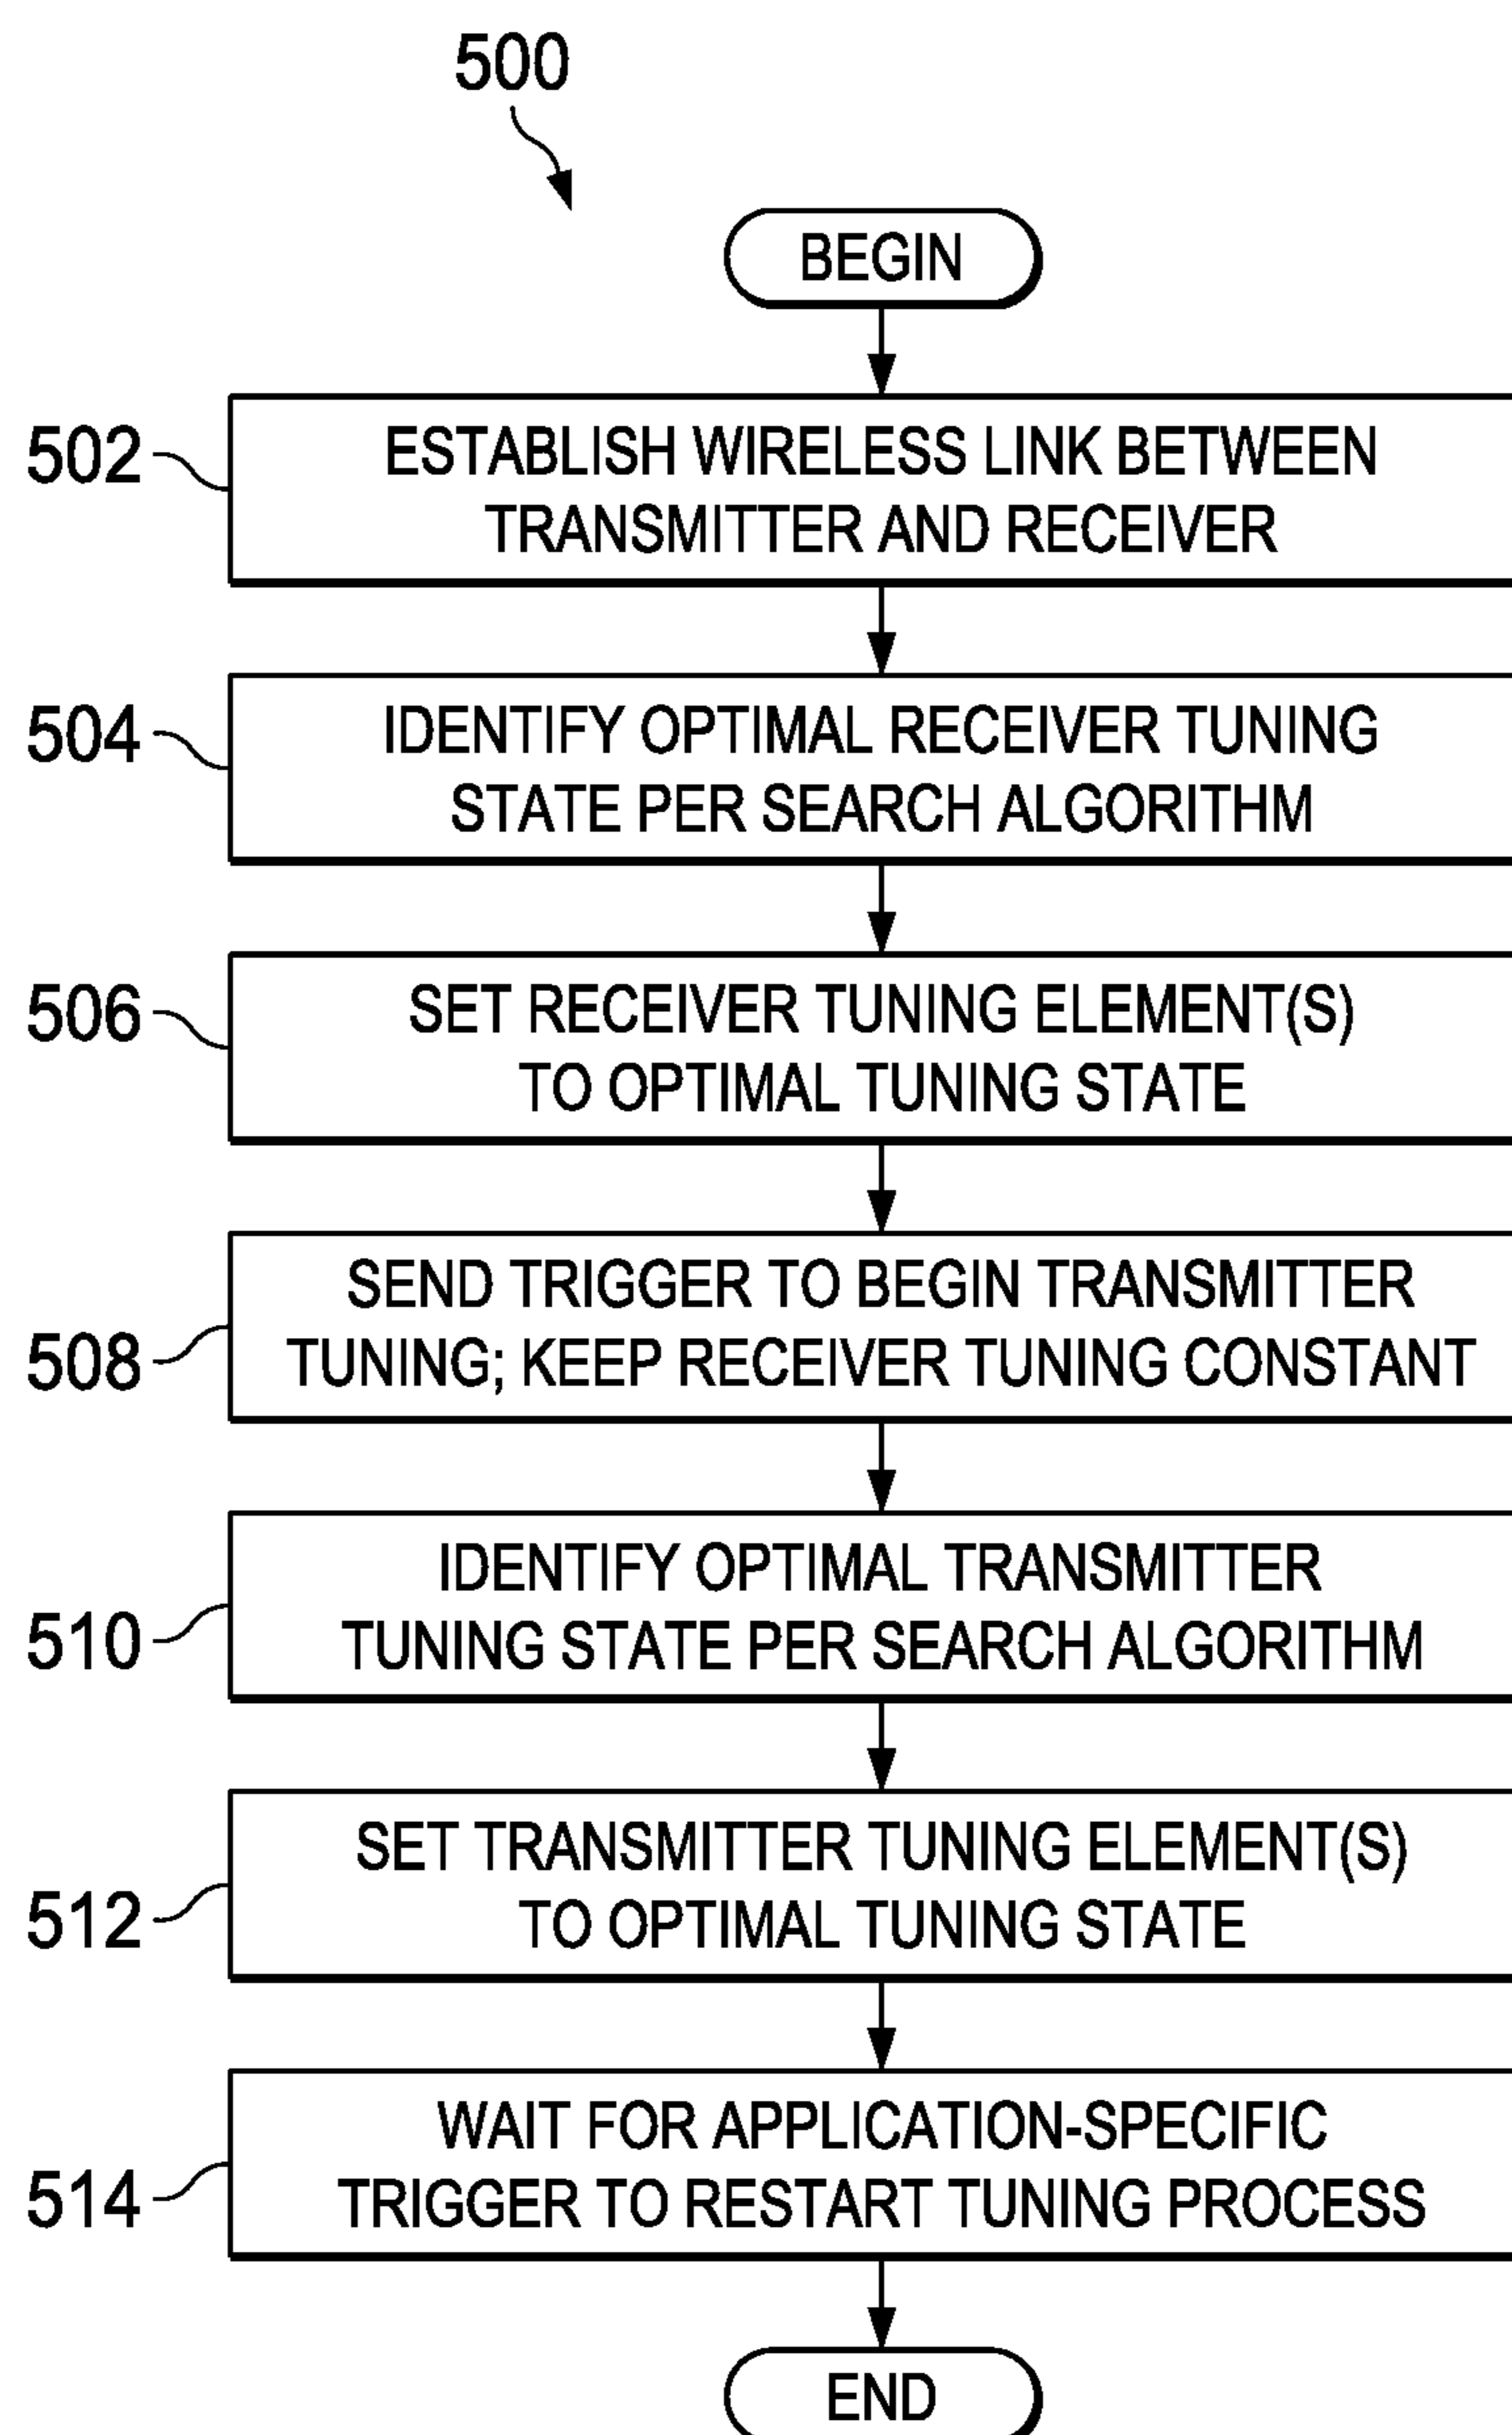 500
BEGIN
502
ESTABLISH WIRELESS LINK BETWEEN
TRANSMITTER AND RECEIVER
504
IDENTIFY OPTIMAL RECEIVER TUNING
STATE PER SEARCH ALGORITHM
506
SET RECEIVER TUNING ELEMENT(S)
TO OPTIMAL TUNING STATE
508
SEND TRIGGER TO BEGIN TRANSMITTER
TUNING; KEEP RECEIVER TUNING CONSTANT
510
IDENTIFY OPTIMAL TRANSMITTER
TUNING STATE PER SEARCH ALGORITHM
512
SET TRANSMITTER TUNING ELEMENT(S)
TO OPTIMAL TUNING STATE
514
WAIT FOR APPLICATION-SPECIFIC
TRIGGER TO RESTART TUNING PROCESS
END